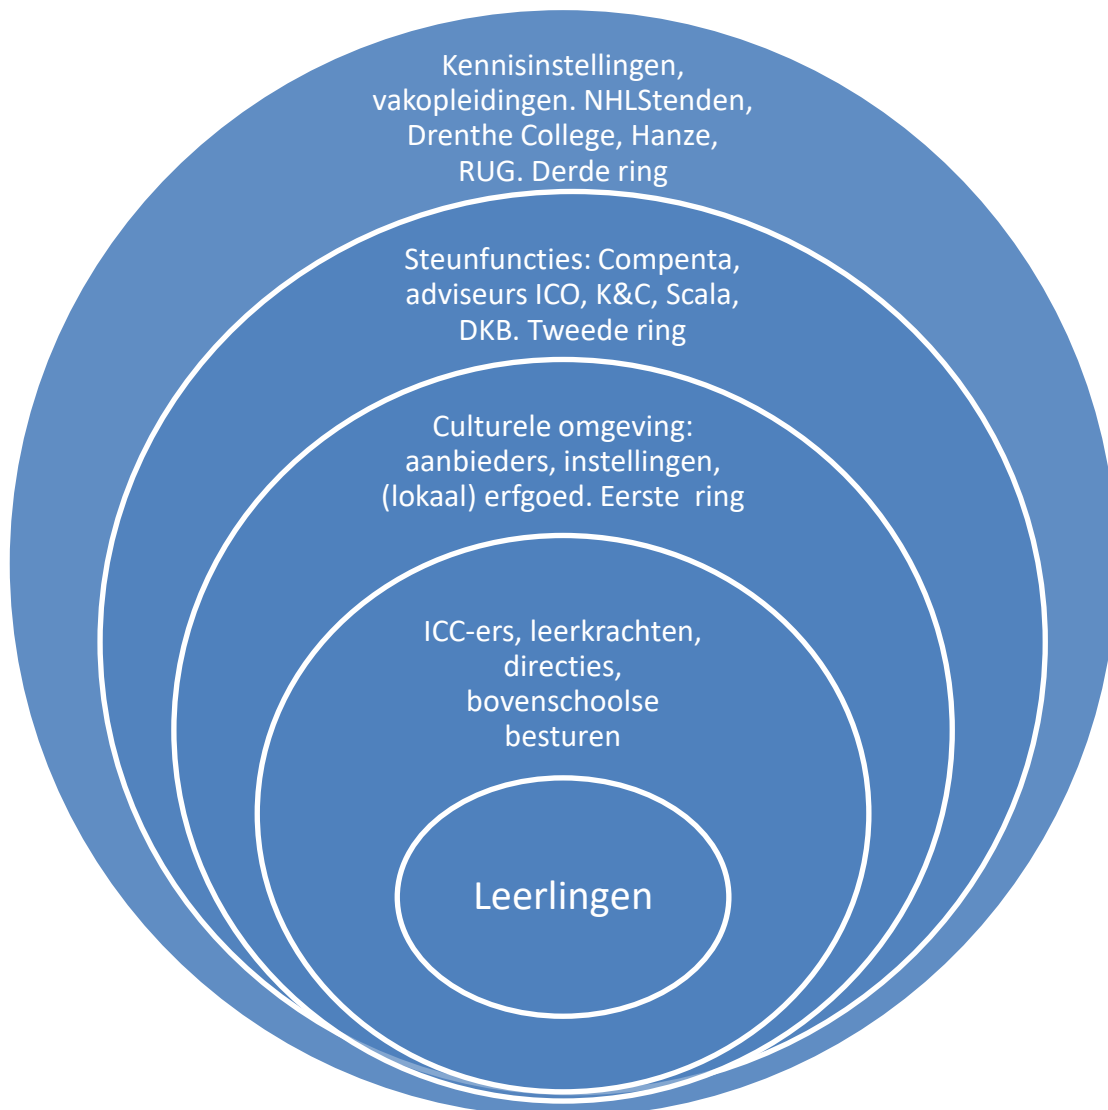 Kennisinstellingen,
vakopleidingen. NHLStenden,
Drenthe College, Hanze,
RUG. Derde ring
Steunfuncties: Compenta,
adviseurs ICO, K&C, Scala,
DKB. Tweede ring
Culturele omgeving:
aanbieders, instellingen,
(lokaal) erfgoed. Eerste  ring
ICC-ers, leerkrachten,
directies,
bovenschoolse
besturen
Leerlingen